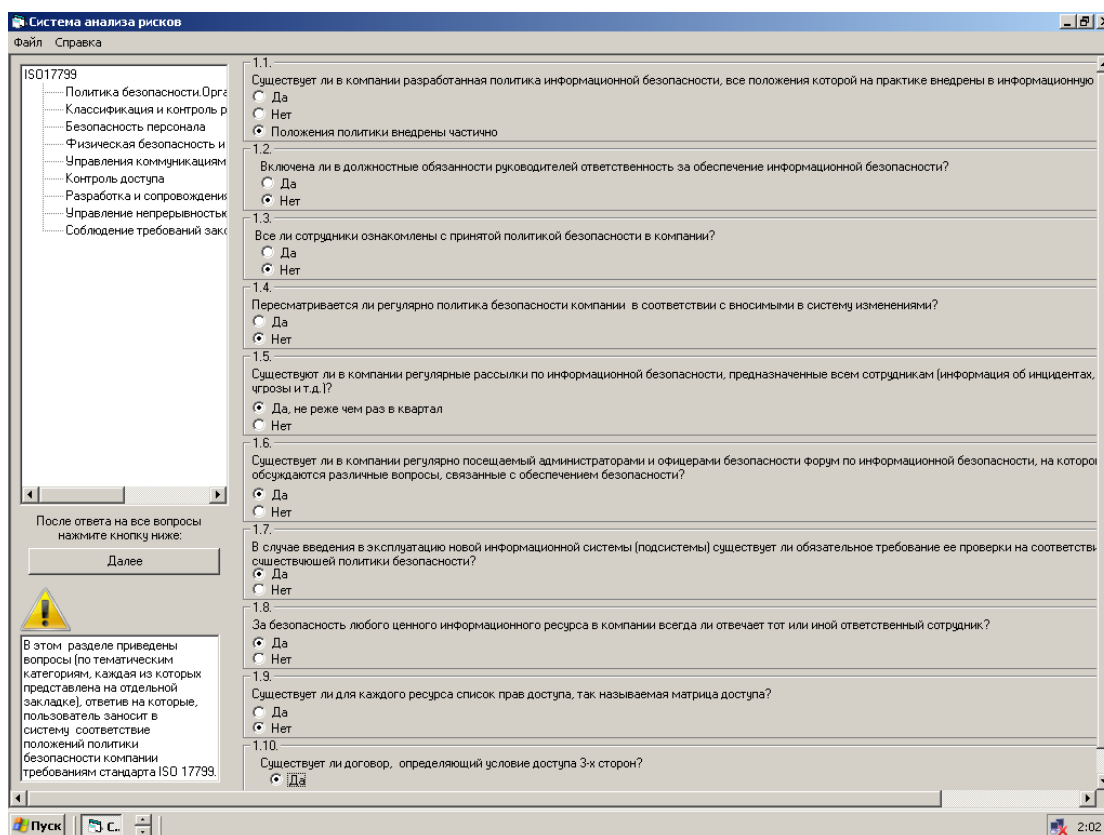 Система анализа рисков
Файл Справка
ISO17799
Политика безопасности.Орга
Классификация и контроль р
Безопасность персонала
Физическая безопасность и
Управления коммуникациям
Контроль доступа
Разработка и сопровождени
Управление непрерывностью
Соблюдение требований зако
После ответа на все вопросы
нажмите кнопку ниже:
Далее
В этом разделе приведены
вопросы (по тематическим
категориям, каждая из которых
представлена на отдельной
закладке), ответив на которые,
пользователь заносит в
систему соответствие
положений политики
безопасности компании
требованиям стандарта ISO 17799.
1.1.
Существует ли в компании разработанная политика информационной безопасности, все положения которой на практике внедрены в информационную
Да
Нет
Положения политики внедрены частично
1.2.
Включена ли в должностные обязанности руководителей ответственность за обеспечение информационной безопасности?
Да
Нет
1.3.
Все ли сотрудники ознакомлены с принятой политикой безопасности в компании?
Да
Нет
1.4.
Пересматривается ли регулярно политика безопасности компании в соответствии с вносимыми в систему изменениями?
Да
Нет
1.5.
Существуют ли в компании регулярные рассылки по информационной безопасности, предназначенные всем сотрудникам (информация об инцидентах,
угрозы и т.д.)?
Да, не реже чем раз в квартал
Нет
1.6.
Существует ли в компании регулярно посещаемый администраторами и офицерами безопасности форум по информационной безопасности, на которо
обсуждаются различные вопросы, связанные с обеспечением безопасности?
Да
Нет
1.7.
В случае введения в эксплуатацию новой информационной системы (подсистемы) существует ли обязательное требование ее проверки на соответстви
существующей политики безопасности?
Да
Нет
1.8.
За безопасность любого ценного информационного ресурса в компании всегда ли отвечает тот или иной ответственный сотрудник?
Да
Нет
1.9.
Существует ли для каждого ресурса список прав доступа, так называемая матрица доступа?
Да
Нет
1.10.
Существует ли договор, определяющий условие доступа 3-х сторон?
Да
Пуск С.. 2:02